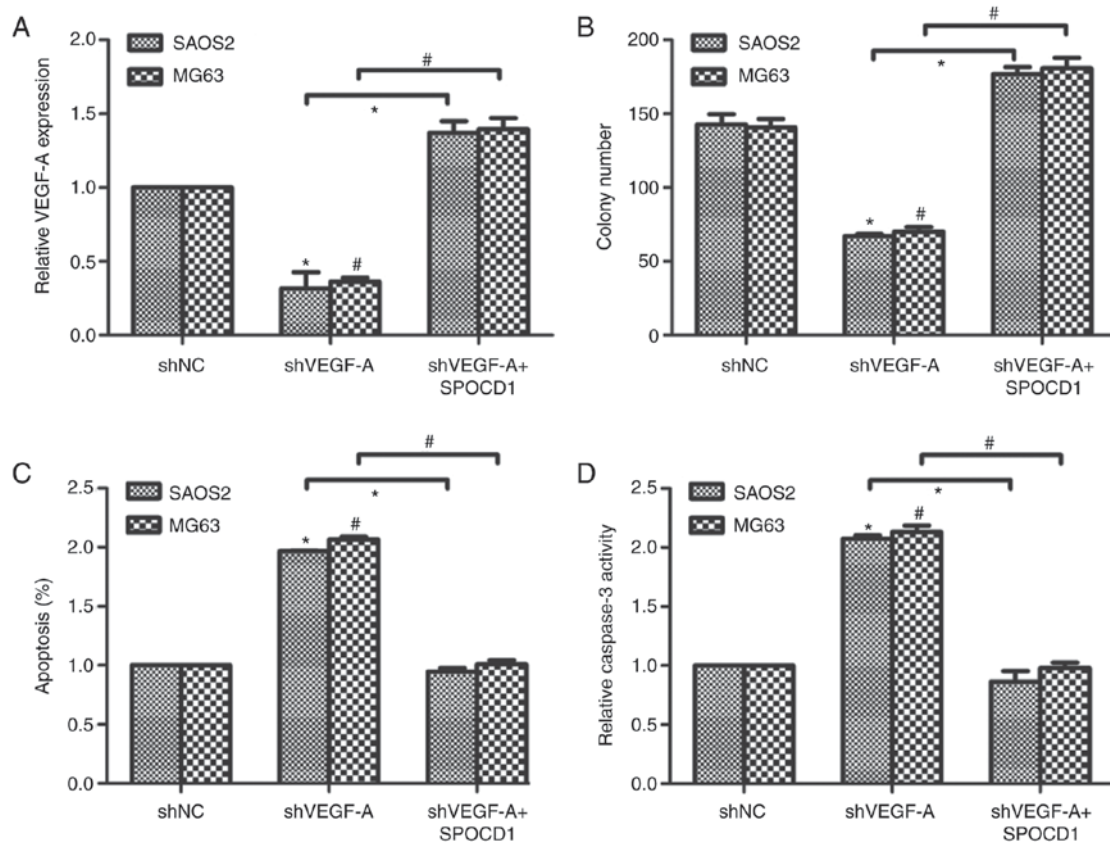 A
Relative VEGF-A expression
2.0
1.5
1.0
0.5
0.0
SAOS2
MG63
#
*
*
#
shNC
shVEGF-A
shVEGF-A+
SPOCD1
B
Colony number
200
150
100
50
0
SAOS2
MG63
#
*
*
#
shNC
shVEGF-A
shVEGF-A+
SPOCD1
C
Apoptosis (%)
2.5
2.0
1.5
1.0
0.5
0.0
SAOS2
MG63
#
*
*
#
shNC
shVEGF-A
shVEGF-A+
SPOCD1
D
Relative caspase-3 activity
2.5
2.0
1.5
1.0
0.5
0.0
SAOS2
MG63
#
*
*
#
shNC
shVEGF-A
shVEGF-A+
SPOCD1